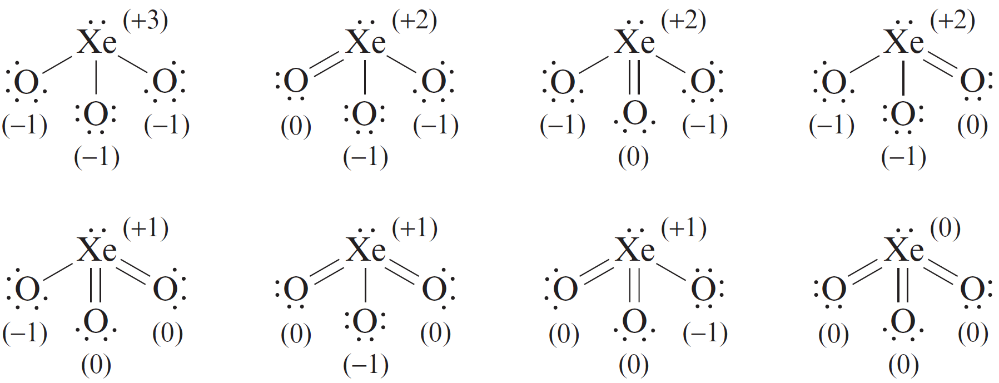 Xe (+3) Xe (+2) Xe (+2) Xe (+2)
O O O O O O O O
O O O O
(−1) (−1) (0) (−1) (−1) (−1) (−1) (0)
(−1) (−1) (0) (−1)
Xe (+1) Xe (+1) Xe (+1) Xe (0)
O O O O O O O O
O O O O
(−1) (0) (0) (0) (0) (−1) (0) (0)
(0) (−1) (0) (0)